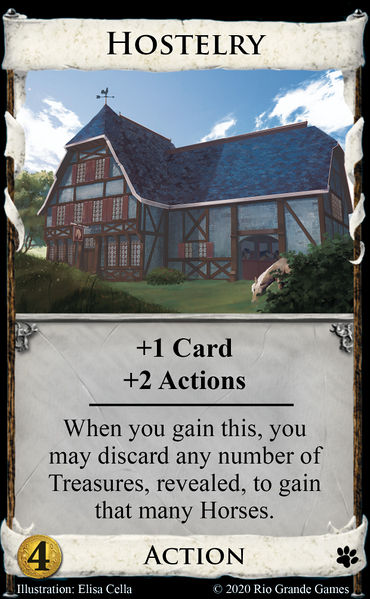 HOSTELRY
+1 Card
+2 Actions
When you gain this, you
may discard any number of
Treasures, revealed, to gain
that many Horses.
4 ACTION
Illustration: Elisa Cella © 2020 Rio Grande Games